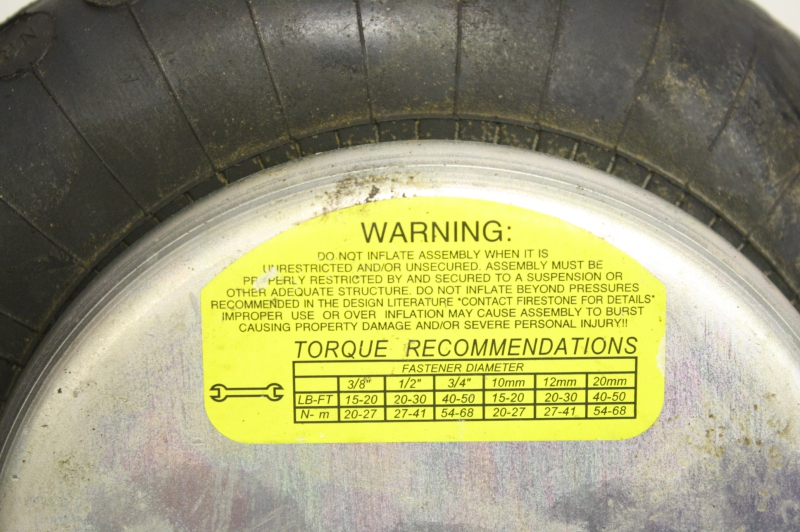 WARNING:
DO NOT INFLATE ASSEMBLY WHEN IT IS
UNRESTRICTED AND/OR UNSECURED. ASSEMBLY MUST BE
PROPERLY RESTRICTED BY AND SECURED TO A SUSPENSION OR
OTHER ADEQUATE STRUCTURE. DO NOT INFLATE BEYOND PRESSURES
RECOMMENDED IN THE DESIGN LITERATURE "CONTACT FIRESTONE FOR DETAILS"
IMPROPER USE OR OVER INFLATION MAY CAUSE ASSEMBLY TO BURST
CAUSING PROPERTY DAMAGE AND/OR SEVERE PERSONAL INJURY!!
TORQUE RECOMMENDATIONS
FASTENER DIAMETER
3/8" 1/2" 3/4" 10mm 12mm 20mm
LB-FT 15-20 20-30 40-50 15-20 20-30 40-50
N- m 20-27 27-41 54-68 20-27 27-41 54-68